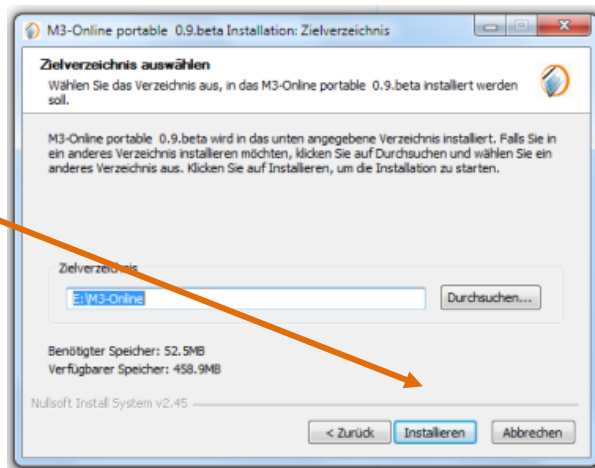 M3-Online portable 0.9.beta Installation: Zielverzeichnis
Zielverzeichnis auswählen
Wählen Sie das Verzeichnis aus, in das M3-Online portable 0.9.beta installiert werden
soll.
M3-Online portable 0.9.beta wird in das unten angegebene Verzeichnis installiert. Falls Sie in
ein anderes Verzeichnis installieren möchten, klicken Sie auf Durchsuchen und wählen Sie ein
anderes Verzeichnis aus. Klicken Sie auf Installieren, um die Installation zu starten.
Zielverzeichnis
E:\M3-Online
Durchsuchen...
Benötigter Speicher: 52.5MB
Verfügbarer Speicher: 458.9MB
Nullsoft Install System v2.45
< Zurück
Installieren
Abbrechen